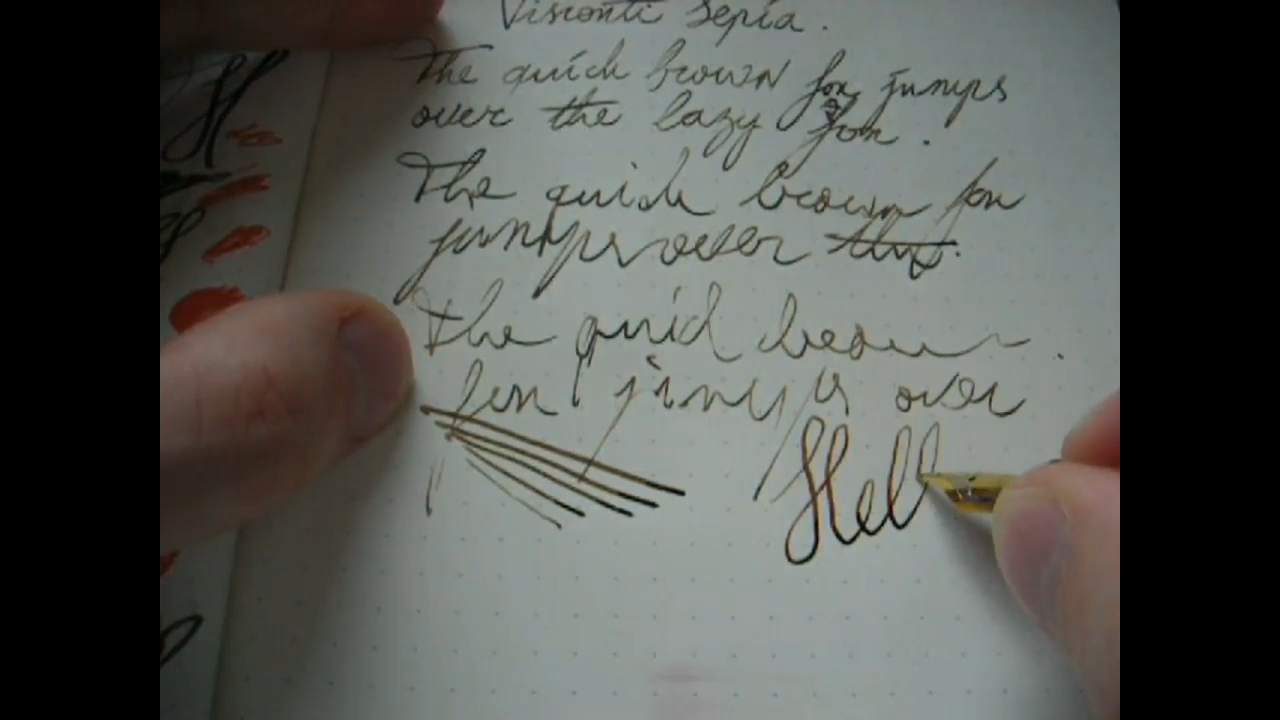 Visconti Sepia.
The quick brown fox jumps
over the lazy fox.
The quick brown fox
jumps over
The quick brown
jumps over
Hell